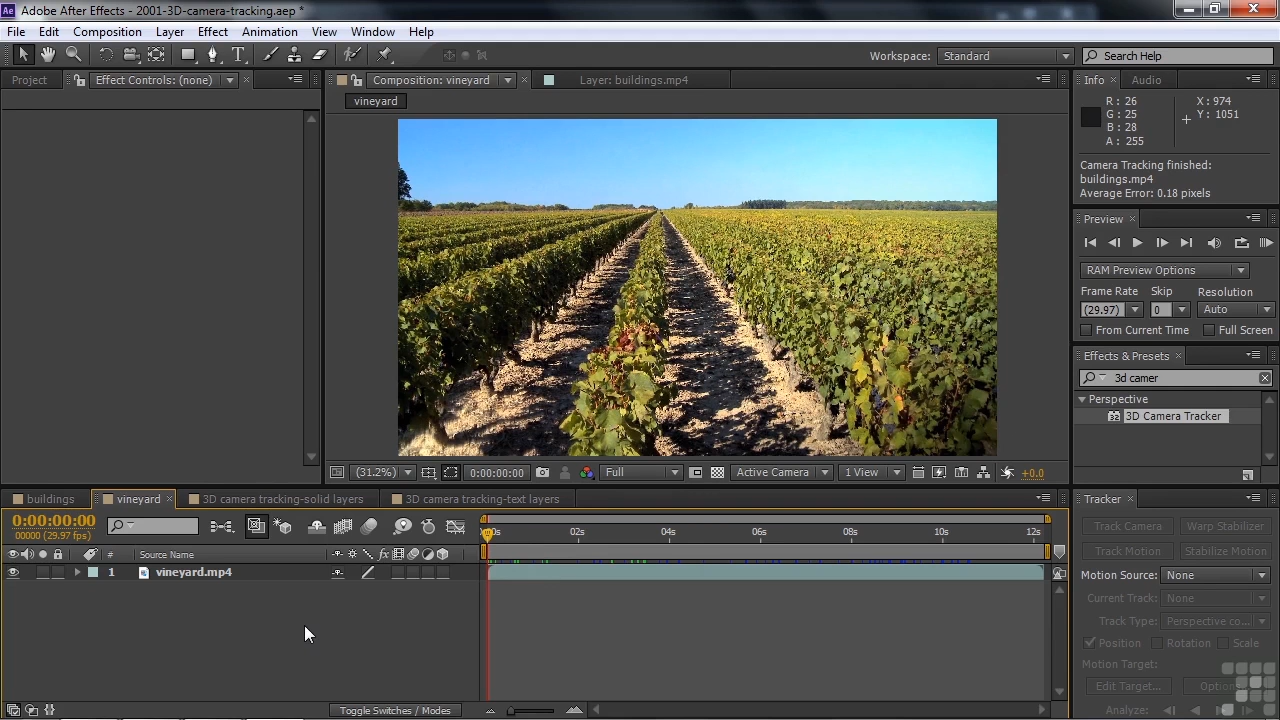 Ae Adobe After Effects - 2001-3D-camera-tracking.aep *
File Edit Composition Layer Effect Animation View Window Help
Workspace: Standard Search Help
Project Effect Controls: (none) Composition: vineyard Layer: buildings.mp4 Info Audio
vineyard
R : 26 X : 974
G : 25 Y : 1051
B : 28
A : 255
Camera Tracking finished:
buildings.mp4
Average Error: 0.18 pixels
Preview
RAM Preview Options
Frame Rate Skip Resolution
(29.97) 0 Auto
From Current Time Full Screen
Effects & Presets
3d camer
Perspective
32 3D Camera Tracker
(31.2%) 0:00:00:00 Full Active Camera 1 View +0.0
buildings vineyard 3D camera tracking-solid layers 3D camera tracking-text layers
0:00:00:00
00000 (29.97 fps)
0s 02s 04s 06s 08s 10s 12s
# Source Name fx
1 vineyard.mp4
Toggle Switches / Modes
Tracker
Track Camera Warp Stabilizer
Track Motion Stabilize Motion
Motion Source: None
Current Track: None
Track Type: Perspective co...
Position Rotation Scale
Motion Target:
Edit Target...
Analyze: